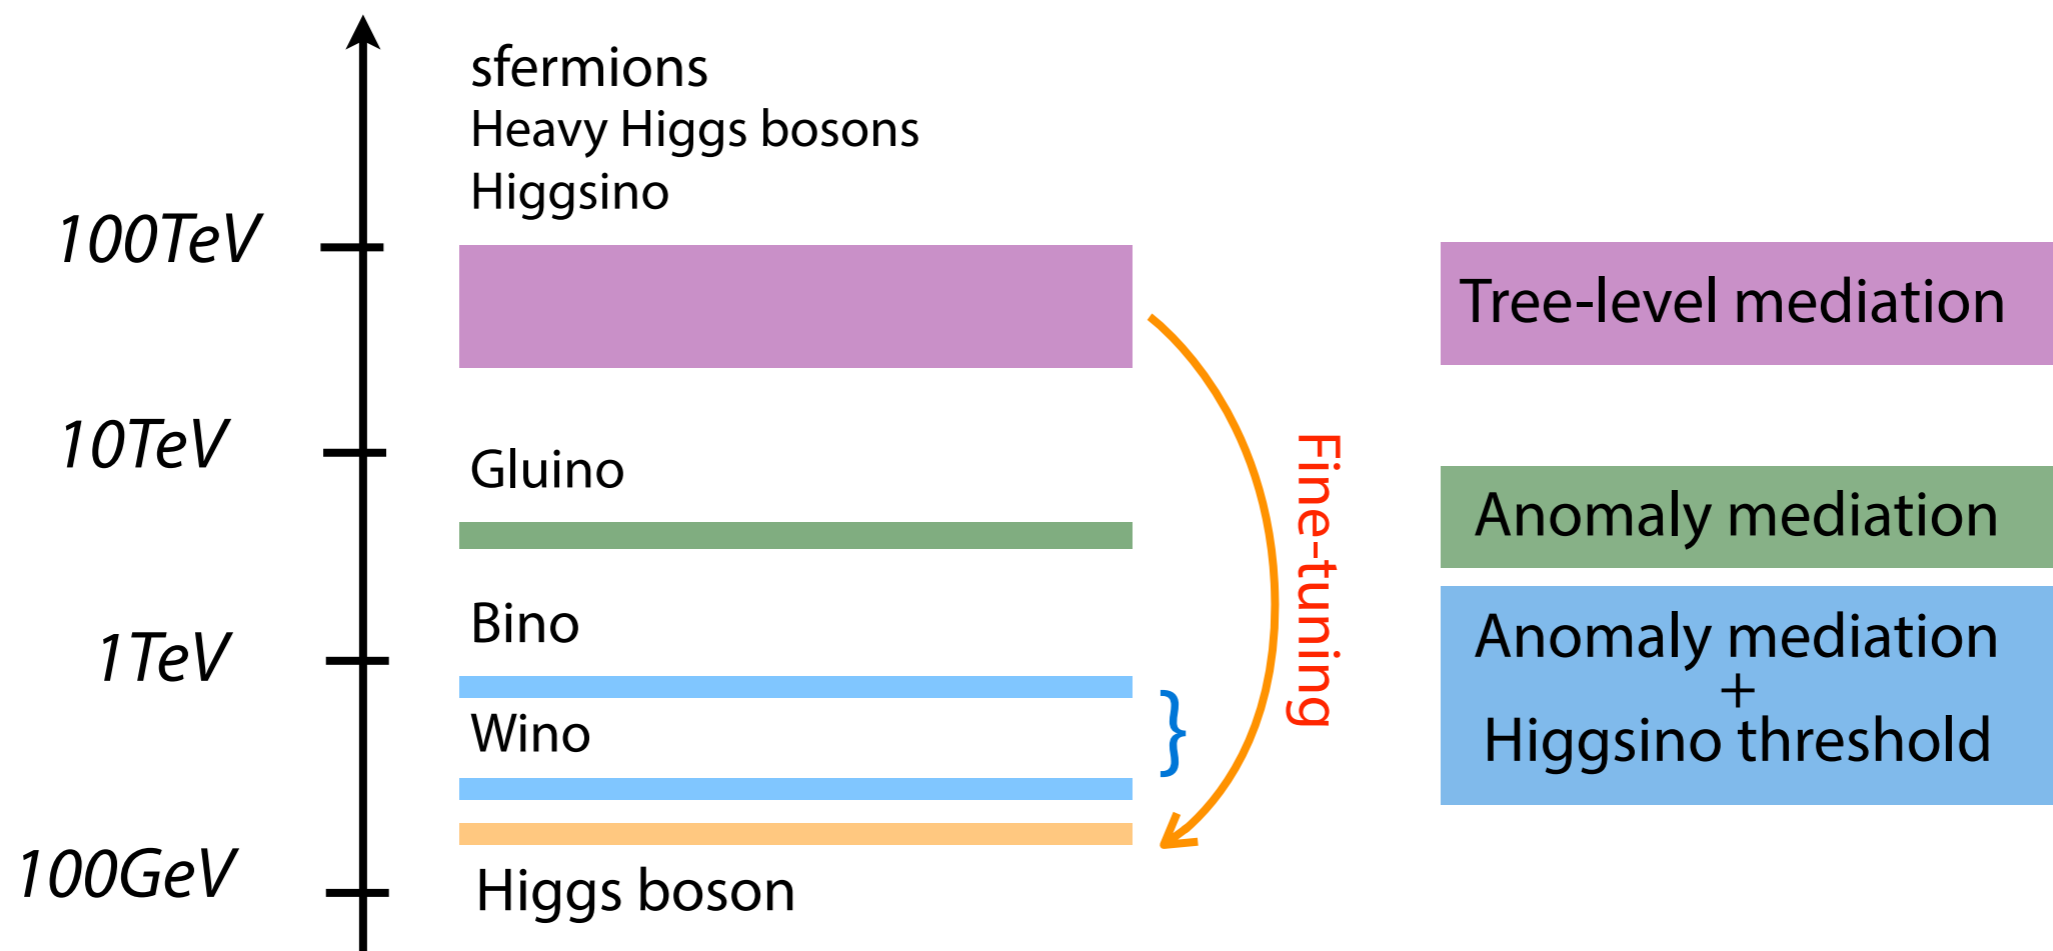 sfermions
Heavy Higgs bosons
Higgsino
100TeV
Tree-level mediation
10TeV
Gluino
Fine-tuning
Anomaly mediation
Bino
1TeV
Anomaly mediation
+
Higgsino threshold
Wino
}
100GeV
Higgs boson